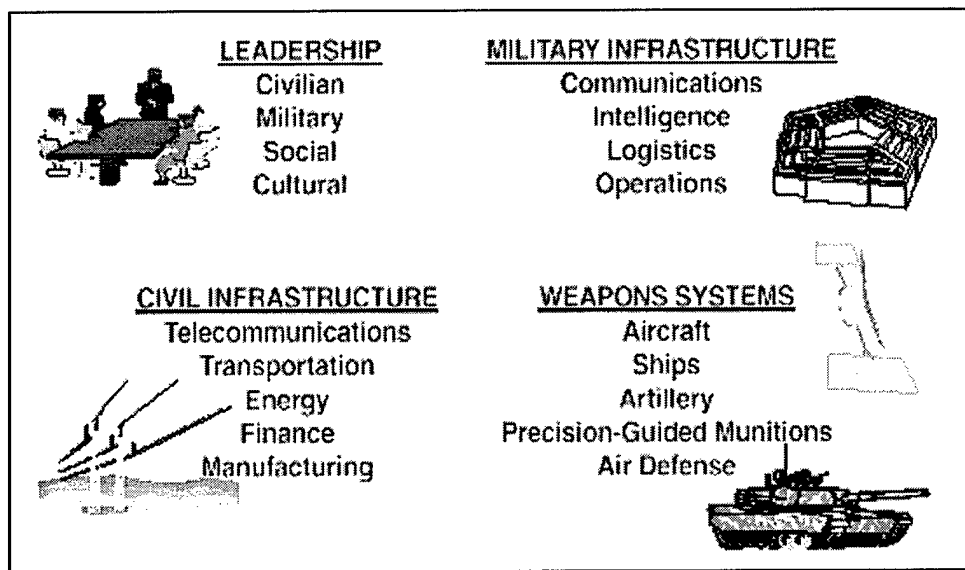 LEADERSHIP
Civilian
Military
Social
Cultural
MILITARY INFRASTRUCTURE
Communications
Intelligence
Logistics
Operations
CIVIL INFRASTRUCTURE
Telecommunications
Transportation
Energy
Finance
Manufacturing
WEAPONS SYSTEMS
Aircraft
Ships
Artillery
Precision-Guided Munitions
Air Defense